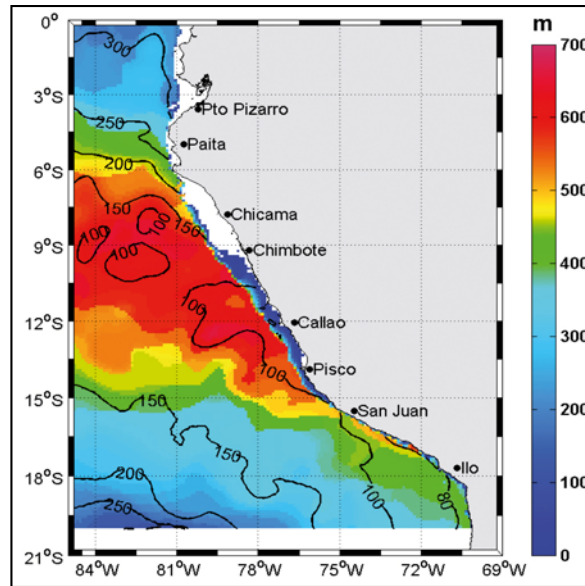 m
0°
3°S
6°S
9°S
12°S
15°S
18°S
21°S
84°W
81°W
78°W
75°W
72°W
69°W
700
600
500
400
300
200
100
0
Pto Pizarro
Paita
Chicama
Chimbote
Callao
Pisco
San Juan
Ilo
300
250
200
150
150
100
100
100
100
100
150
150
200
250
100
80